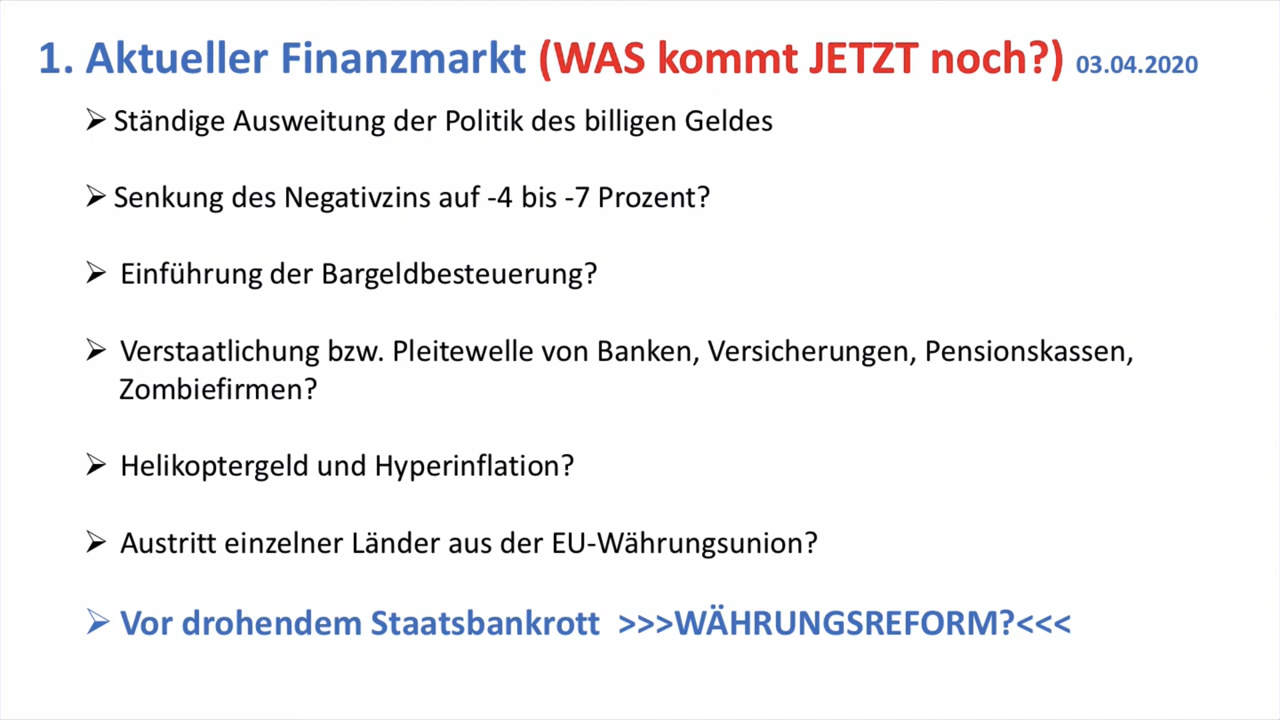 1. Aktueller Finanzmarkt (WAS kommt JETZT noch?) 03.04.2020
➢ Ständige Ausweitung der Politik des billigen Geldes
➢ Senkung des Negativzins auf -4 bis -7 Prozent?
➢ Einführung der Bargeldbesteuerung?
➢ Verstaatlichung bzw. Pleitewelle von Banken, Versicherungen, Pensionskassen,
Zombiefirmen?
➢ Helikoptergeld und Hyperinflation?
➢ Austritt einzelner Länder aus der EU-Währungsunion?
➢ Vor drohendem Staatsbankrott >>>WÄHRUNGSREFORM?<<<